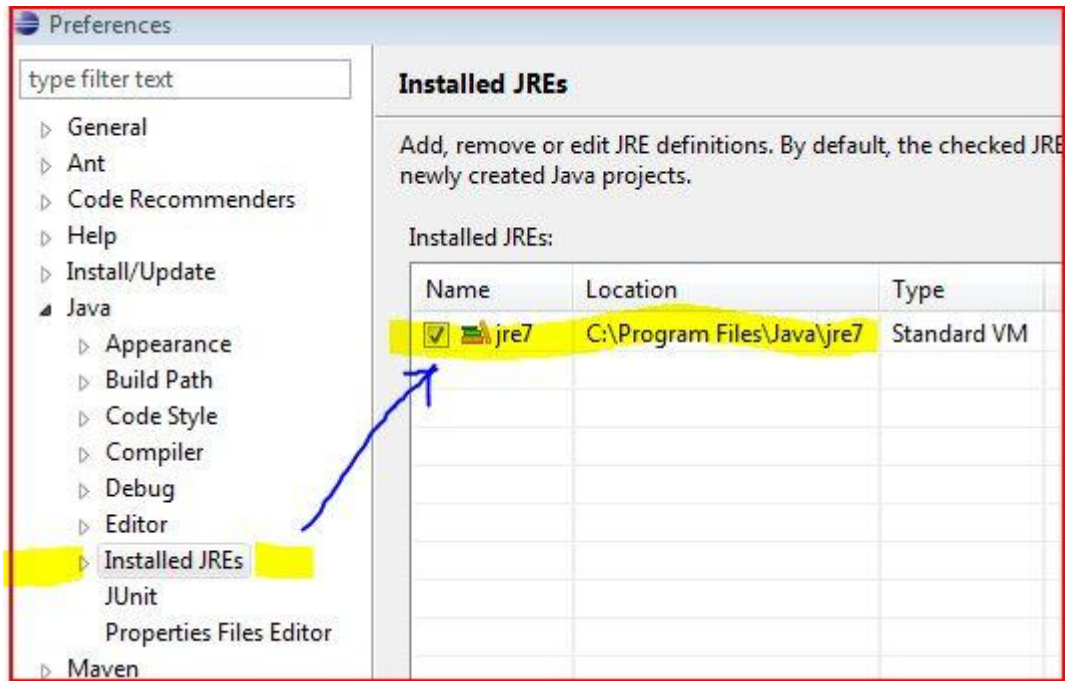 Preferences
type filter text
General
Ant
Code Recommenders
Help
Install/Update
Java
Appearance
Build Path
Code Style
Compiler
Debug
Editor
Installed JREs
JUnit
Properties Files Editor
Maven
Installed JREs
Add, remove or edit JRE definitions. By default, the checked JRE
newly created Java projects.
Installed JREs:
Name Location Type
jre7 C:\Program Files\Java\jre7 Standard VM